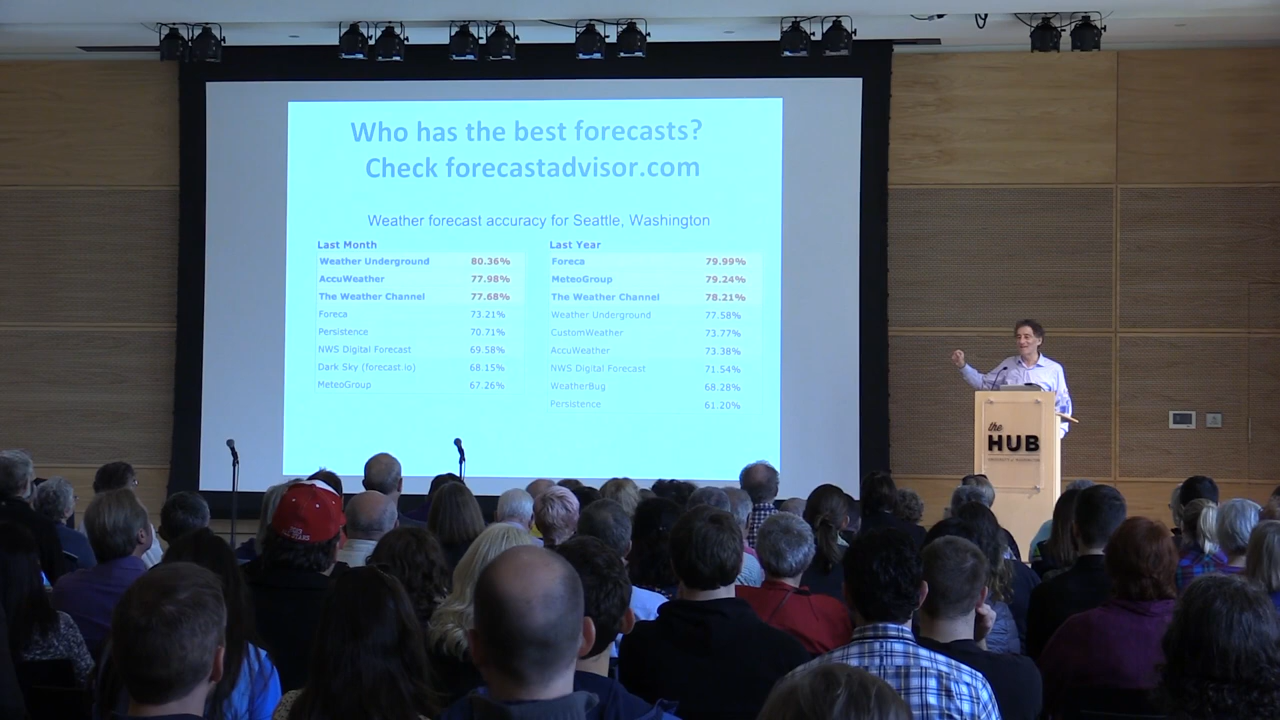 Who has the best forecasts?
Check forecastadvisor.com
Weather forecast accuracy for Seattle, Washington
Last Month
Weather Underground 80.36%
AccuWeather 77.98%
The Weather Channel 77.68%
Foreca 73.21%
Persistence 70.71%
NWS Digital Forecast 69.58%
Dark Sky (forecast.io) 68.15%
MeteoGroup 67.26%
Last Year
Foreca 79.99%
MeteoGroup 79.24%
The Weather Channel 78.21%
Weather Underground 77.58%
CustomWeather 73.77%
AccuWeather 73.38%
NWS Digital Forecast 71.54%
WeatherBug 68.28%
Persistence 61.20%
the
HUB
UNIVERSITY of WASHINGTON